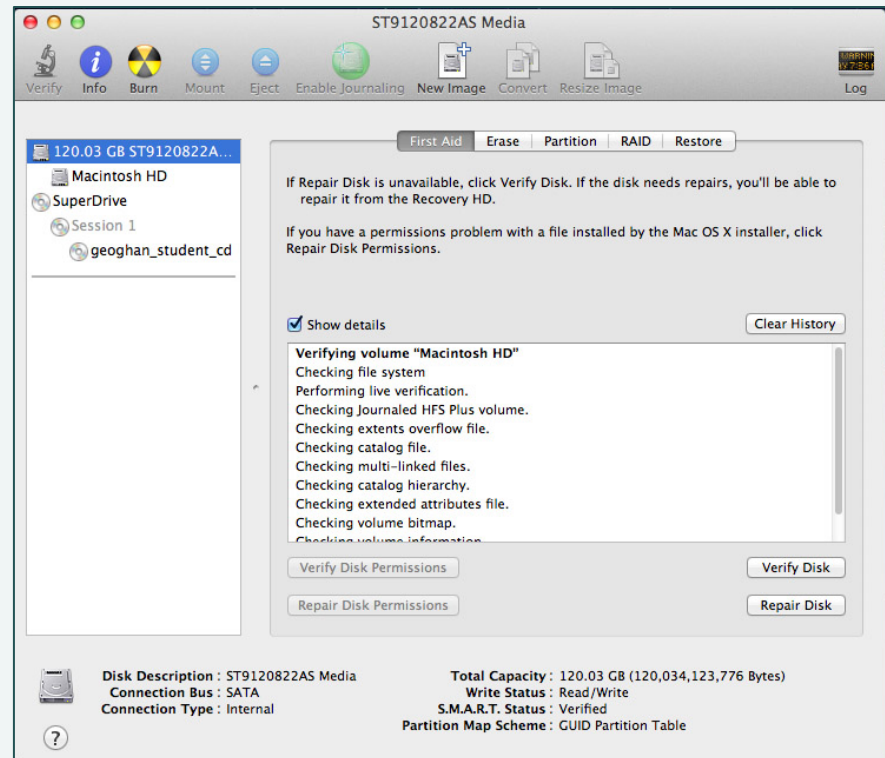 ST9120822AS Media
Verify Info Burn Mount Eject Enable Journaling New Image Convert Resize Image Log
120.03 GB ST9120822A...
Macintosh HD
SuperDrive
Session 1
geoghan_student_cd
First Aid Erase Partition RAID Restore
If Repair Disk is unavailable, click Verify Disk. If the disk needs repairs, you'll be able to
repair it from the Recovery HD.
If you have a permissions problem with a file installed by the Mac OS X installer, click
Repair Disk Permissions.
Show details Clear History
Verifying volume “Macintosh HD”
Checking file system
Performing live verification.
Checking Journaled HFS Plus volume.
Checking extents overflow file.
Checking catalog file.
Checking multi-linked files.
Checking catalog hierarchy.
Checking extended attributes file.
Checking volume bitmap.
Checking volume information
Verify Disk Permissions Verify Disk
Repair Disk Permissions Repair Disk
Disk Description : ST9120822AS Media
Connection Bus : SATA
Connection Type : Internal
Total Capacity : 120.03 GB (120,034,123,776 Bytes)
Write Status : Read/Write
S.M.A.R.T. Status : Verified
Partition Map Scheme : GUID Partition Table
?